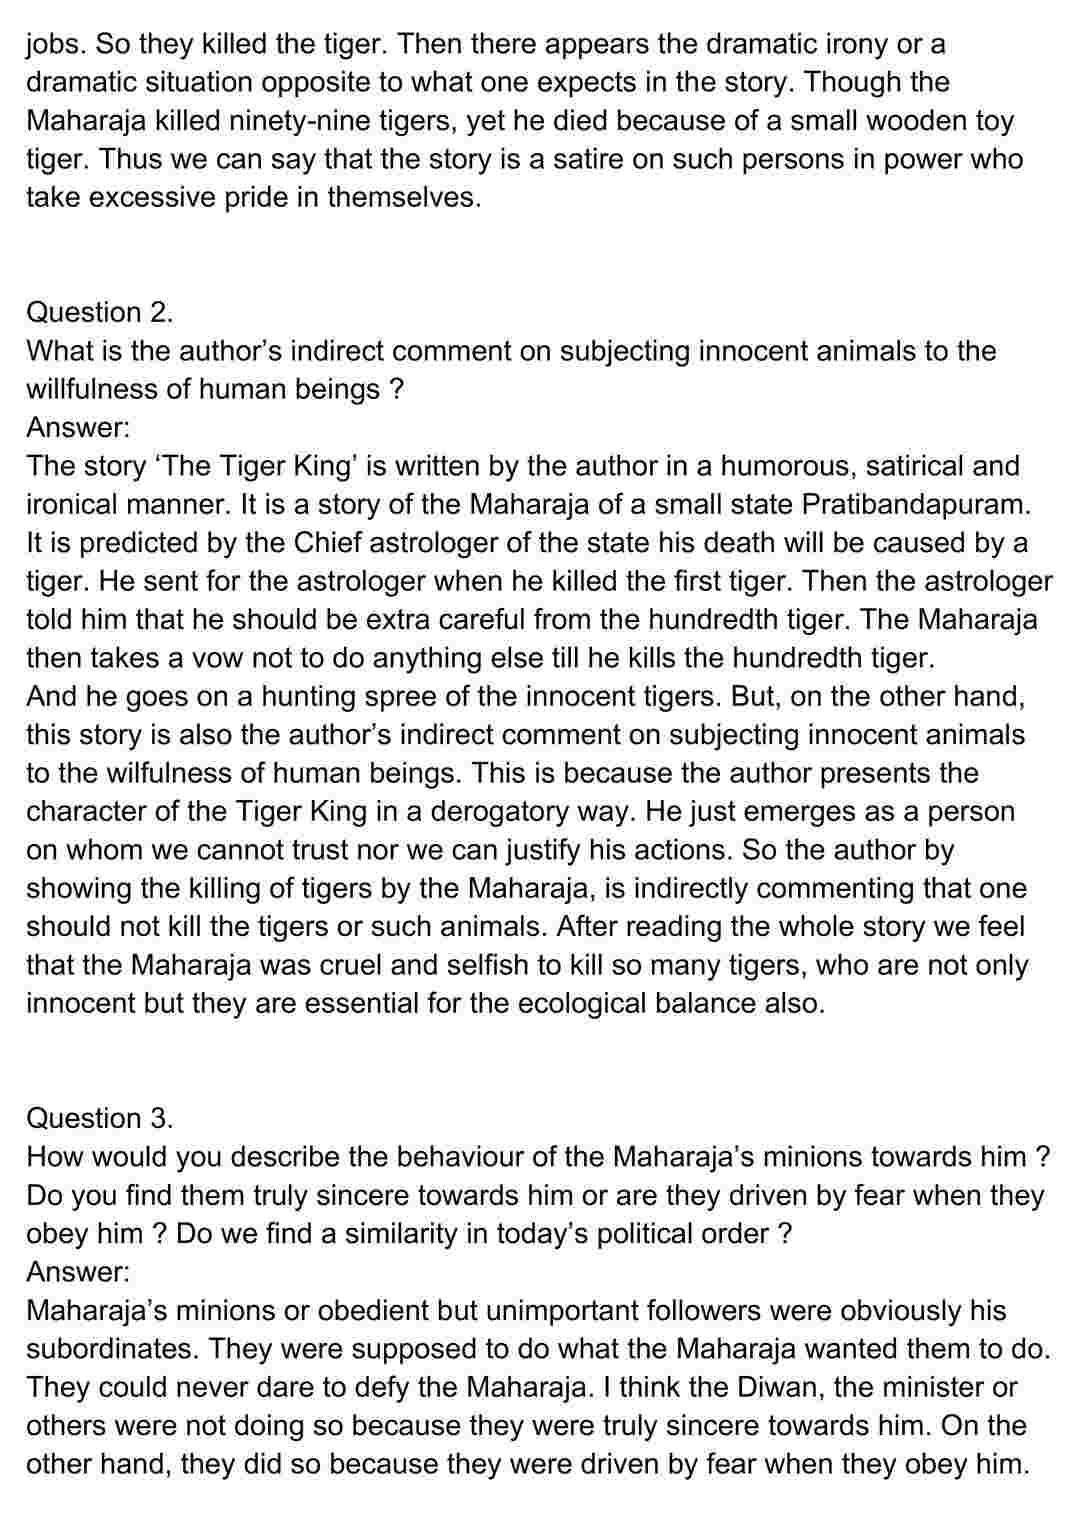 jobs. So they killed the tiger. Then there appears the dramatic irony or a
dramatic situation opposite to what one expects in the story. Though the
Maharaja killed ninety-nine tigers, yet he died because of a small wooden toy
tiger. Thus we can say that the story is a satire on such persons in power who
take excessive pride in themselves.
Question 2.
What is the author’s indirect comment on subjecting innocent animals to the
willfulness of human beings ?
Answer:
The story ‘The Tiger King’ is written by the author in a humorous, satirical and
ironical manner. It is a story of the Maharaja of a small state Pratibandapuram.
It is predicted by the Chief astrologer of the state his death will be caused by a
tiger. He sent for the astrologer when he killed the first tiger. Then the astrologer
told him that he should be extra careful from the hundredth tiger. The Maharaja
then takes a vow not to do anything else till he kills the hundredth tiger.
And he goes on a hunting spree of the innocent tigers. But, on the other hand,
this story is also the author’s indirect comment on subjecting innocent animals
to the wilfulness of human beings. This is because the author presents the
character of the Tiger King in a derogatory way. He just emerges as a person
on whom we cannot trust nor we can justify his actions. So the author by
showing the killing of tigers by the Maharaja, is indirectly commenting that one
should not kill the tigers or such animals. After reading the whole story we feel
that the Maharaja was cruel and selfish to kill so many tigers, who are not only
innocent but they are essential for the ecological balance also.
Question 3.
How would you describe the behaviour of the Maharaja’s minions towards him ?
Do you find them truly sincere towards him or are they driven by fear when they
obey him ? Do we find a similarity in today’s political order ?
Answer:
Maharaja’s minions or obedient but unimportant followers were obviously his
subordinates. They were supposed to do what the Maharaja wanted them to do.
They could never dare to defy the Maharaja. I think the Diwan, the minister or
others were not doing so because they were truly sincere towards him. On the
other hand, they did so because they were driven by fear when they obey him.